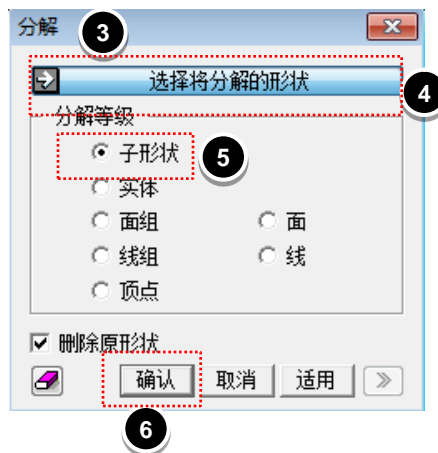 分解
3
选择将分解的形状
4
分解等级
子形状
5
实体
面组 面
线组 线
顶点
删除原形状
确认 取消 适用 >>
6